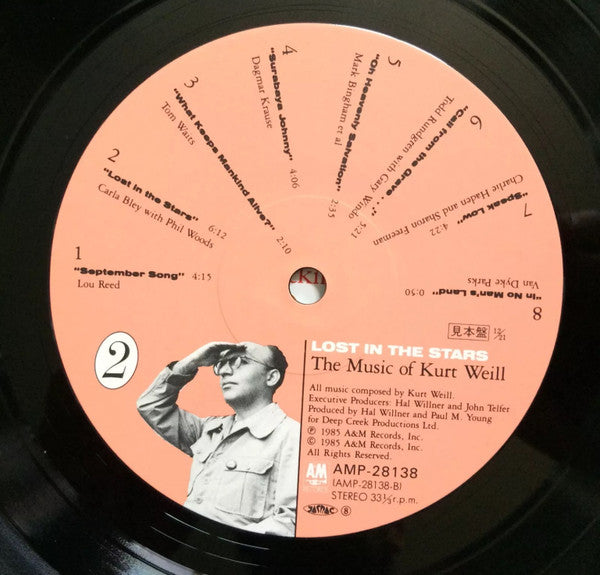 1
"September Song" 4:15
Lou Reed
2
"Lost in the Stars" 6:12
Carla Bley with Phil Woods
3
"What Keeps Mankind Alive?" 2:10
Tom Waits
4
"Surabaya Johnny" 4:06
Dagmar Krause
5
"Oh Heavenly Salvation" 2:35
Mark Bingham et al
6
"Call from the Grave . . ." 5:21
Todd Rundgren with Gary Windo
7
"Speak Low" 4:22
Charlie Haden and Sharon Freeman
8
"In No Man's Land" 0:50
Van Dyke Parks
見本盤 12/21
2
LOST IN THE STARS
The Music of Kurt Weill
All music composed by Kurt Weill.
Executive Producers: Hal Willner and John Telfer
Produced by Hal Willner and Paul M. Young
for Deep Creek Productions Ltd.
℗ 1985 A&M Records, Inc.
© 1985 A&M Records, Inc.
All Rights Reserved.
A&M
RECORDS
AMP-28138
(AMP-28138-B)
STEREO 33⅓r.p.m.
JASRAC ⑧